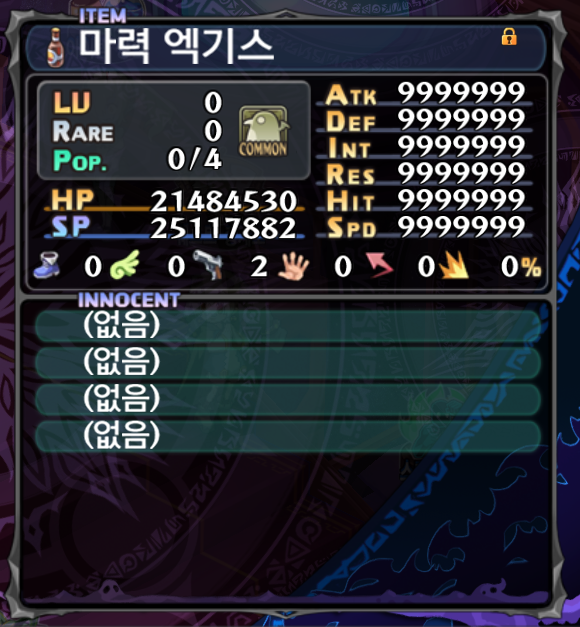 ITEM
마력 엑기스
LV 0
RARE 0
POP. 0/4
COMMON
HP 21484530
SP 25117882
ATK 9999999
DEF 9999999
INT 9999999
RES 9999999
HIT 9999999
SPD 9999999
0 0 2 0 0 0%
INNOCENT
(없음)
(없음)
(없음)
(없음)